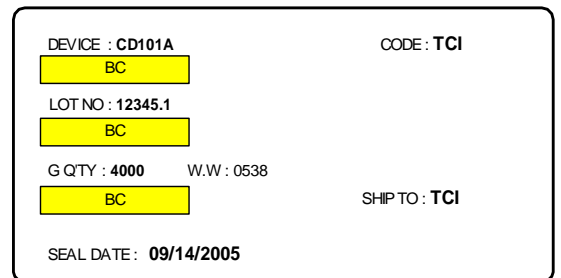 DEVICE : CD101A CODE : TCI
BC
LOT NO : 12345.1
BC
G Q'TY : 4000 W.W : 0538
BC SHIP TO : TCI
SEAL DATE : 09/14/2005